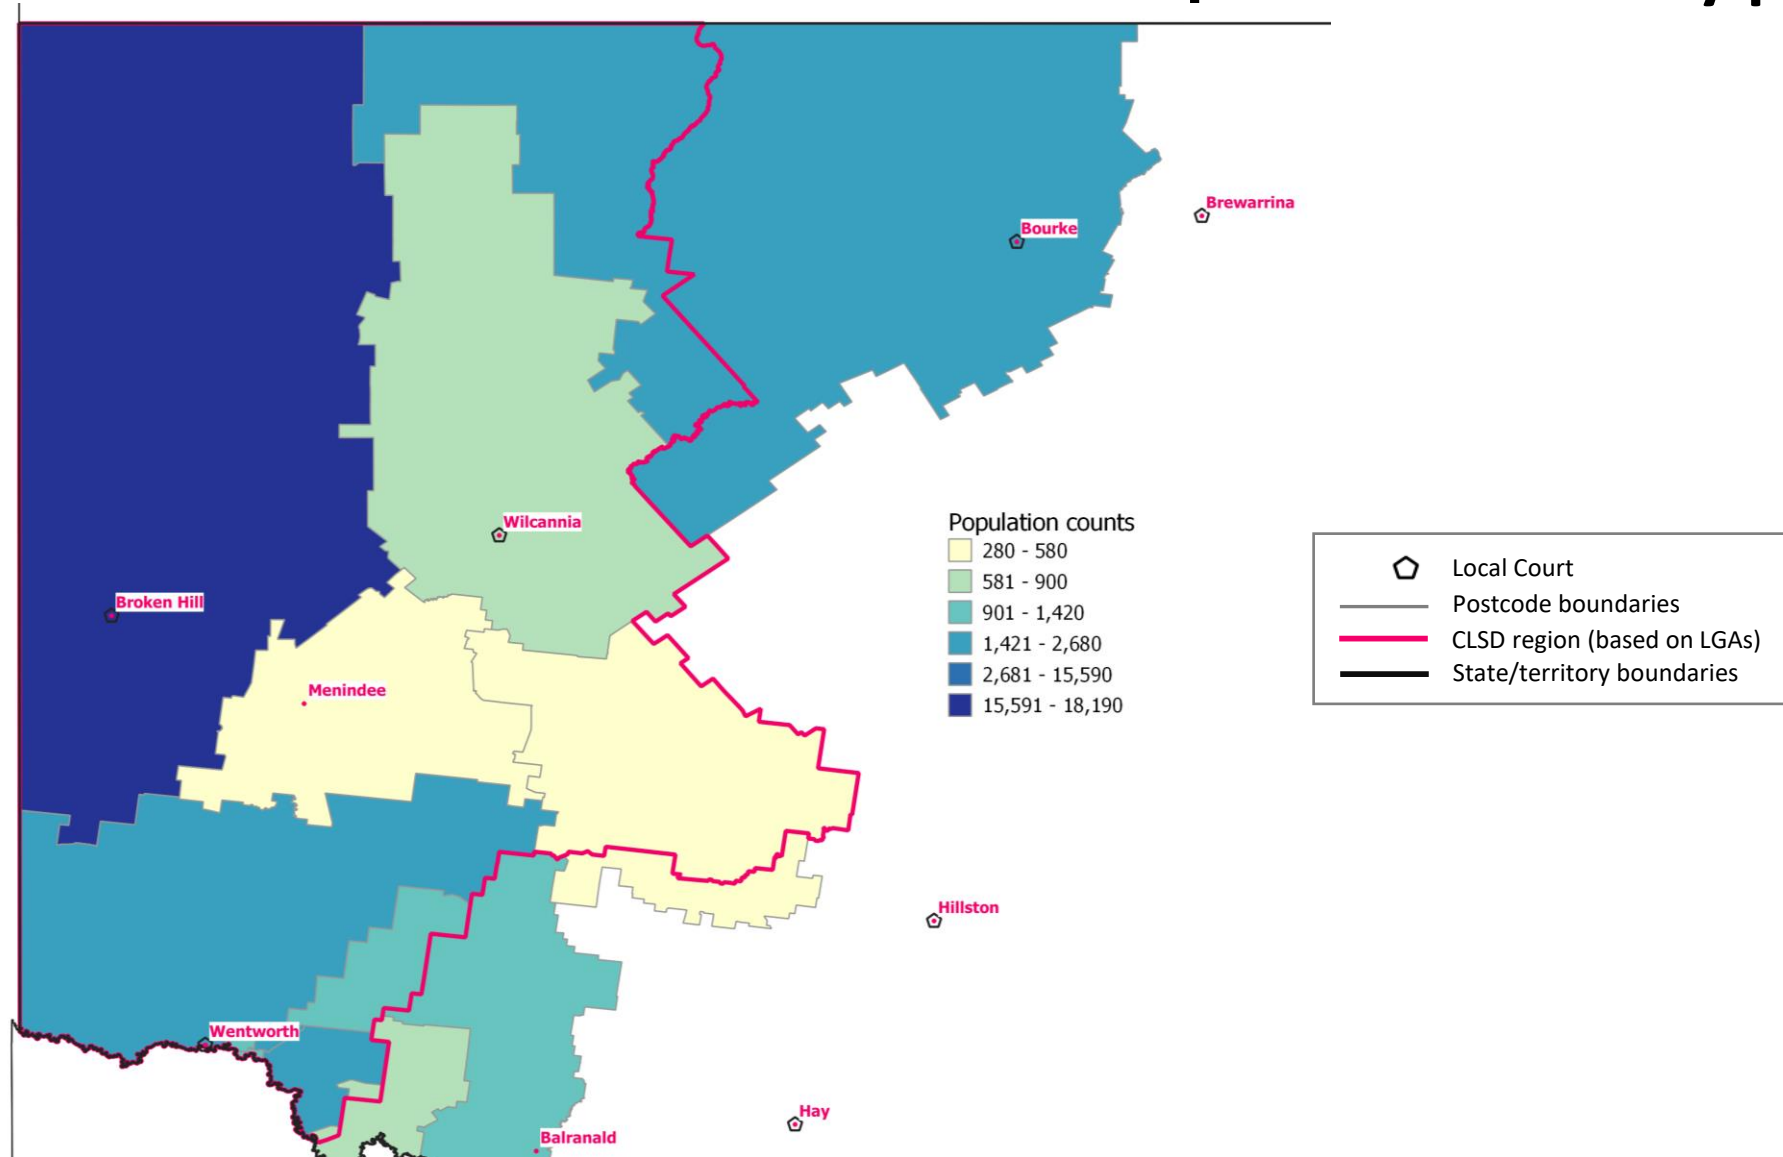 Brewarrina
Bourke
Wilcannia
Broken Hill
Menindee
Population counts
280 - 580
581 - 900
901 - 1,420
1,421 - 2,680
2,681 - 15,590
15,591 - 18,190
Local Court
Postcode boundaries
CLSD region (based on LGAs)
State/territory boundaries
Hillston
Wentworth
Hay
Balranald